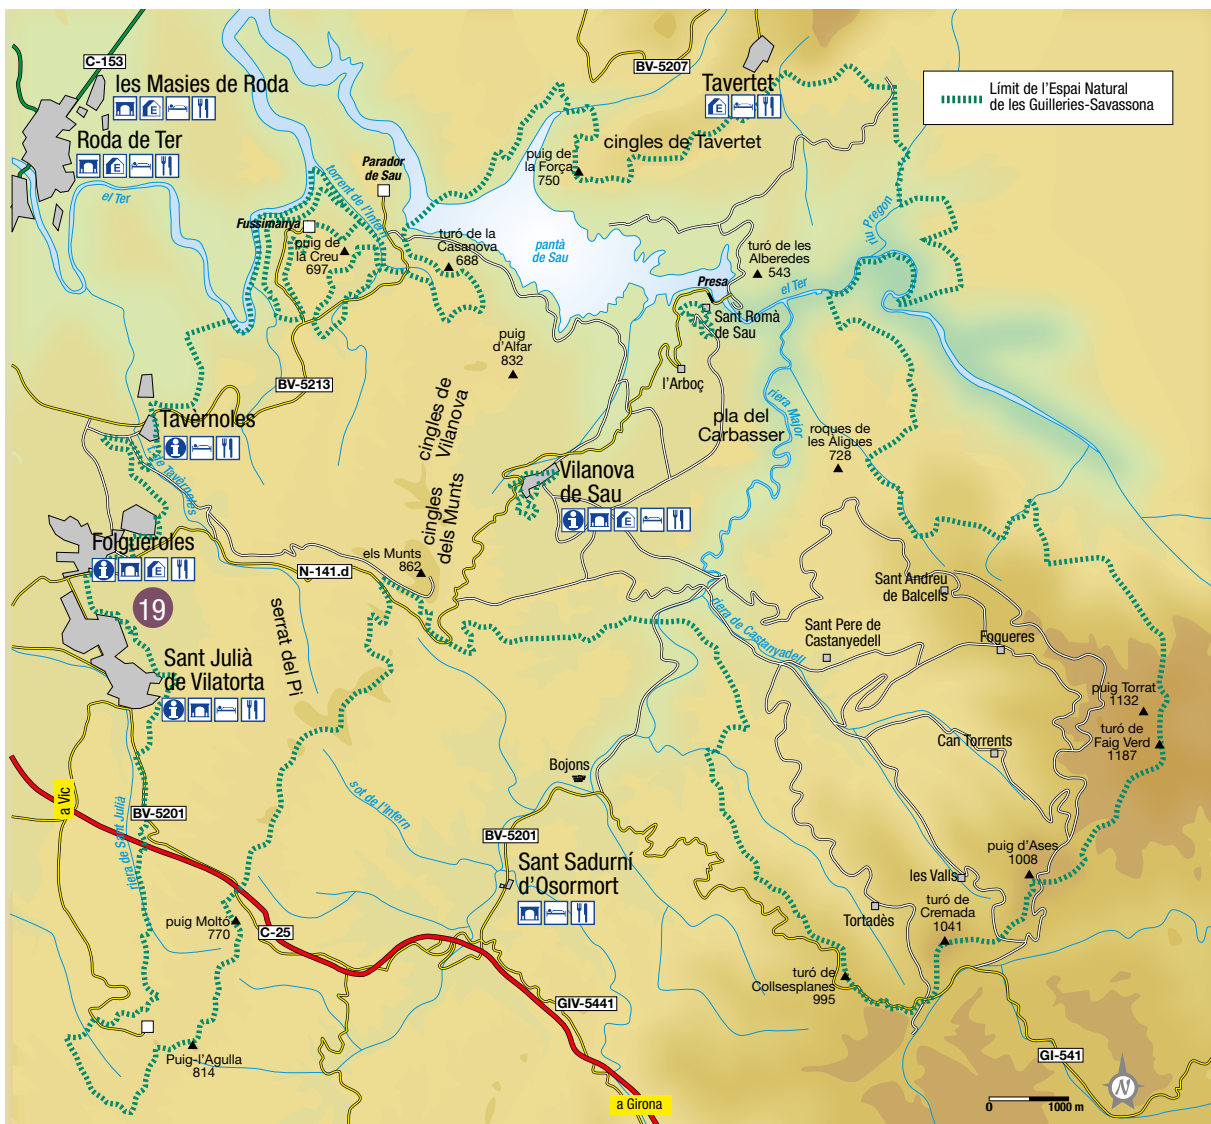 C-153
les Masies de Roda
E
Roda de Ter
E
el Ter
BV-5207
Tavertet
E
Límit de l'Espai Natural
de les Guilleries-Savassona
cingles de Tavertet
puig de
la Força
750
Parador
de Sau
torrent de l'Infern
Fussimanya
puig de
la Creu
697
turó de la
Casanova
688
pantà
de Sau
turó de les
Alberedes
543
riu Pregon
Presa
el Ter
Sant Romà
de Sau
puig
d'Alfar
832
l'Arboç
BV-5213
cingles de
Vilanova
pla del
Carbasser
riera Major
roques de
les Àligues
728
Tavernoles
i
r. de Tavèrnoles
cingles
dels Munts
Vilanova
de Sau
i
E
Folgueroles
i
E
els Munts
862
N-141.d
19
serrat del Pi
Sant Andreu
de Balcells
riera de Castanyadell
Sant Pere de
Castanyedell
Fogueres
Sant Julià
de Vilatorta
i
puig Torrat
1132
turó de
Faig Verd
1187
Can Torrents
Bojons
a Vic
sot de l'Infern
BV-5201
riera de Sant Julià
BV-5201
Sant Sadurní
d'Osormort
puig d'Ases
1008
les Valls
turó de
Cremada
1041
Tortadès
puig Moltó
770
C-25
turó de
Collsesplanes
995
GIV-5441
Puig-l'Agulla
814
GI-541
N
a Girona
0
1000 m